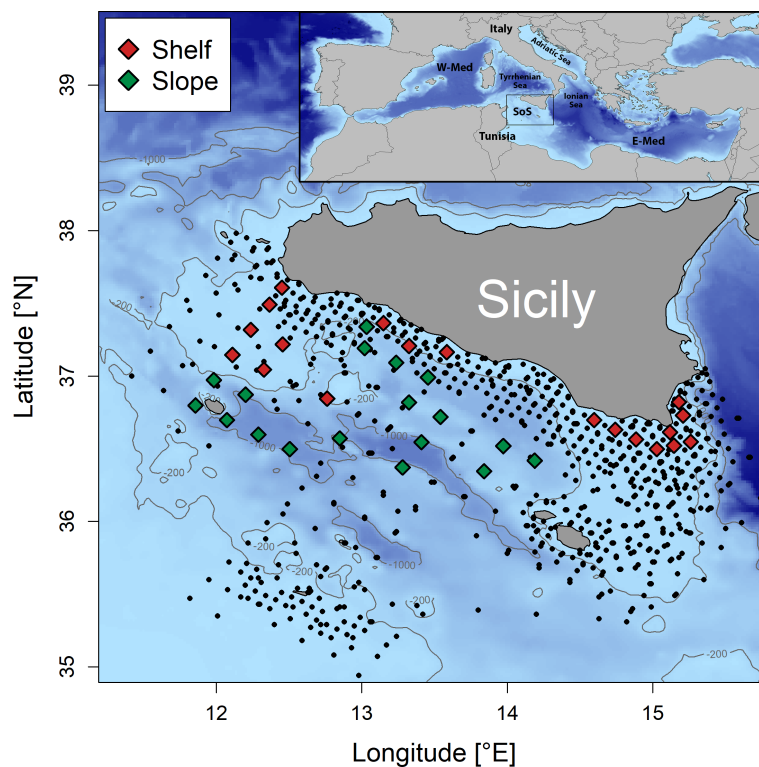 Shelf
Slope
Italy
Adriatic Sea
W-Med
Tyrrhenian
Sea
Ionian
Sea
SoS
Tunisia
E-Med
-1000
-200
-200
-200
-200
-200
-1000
-1000
-200
-1000
-200
-200
-200
-200
Sicily
39
38
37
36
35
Latitude [°N]
12
13
14
15
Longitude [°E]